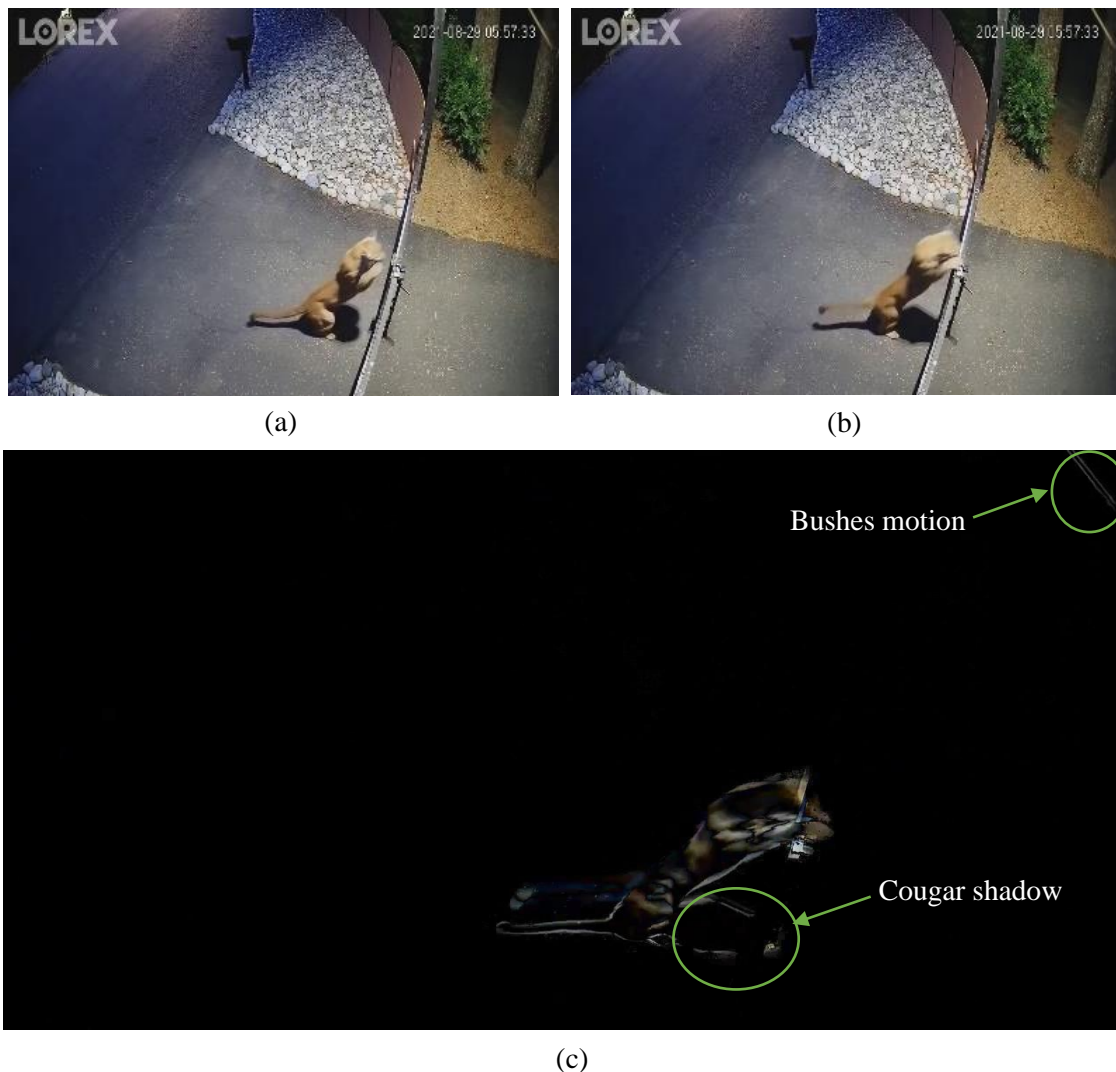 LOREX 2021-08-29 05:57:33
LOREX 2021-08-29 05:57:33
(a)
(b)
Bushes motion
Cougar shadow
(c)